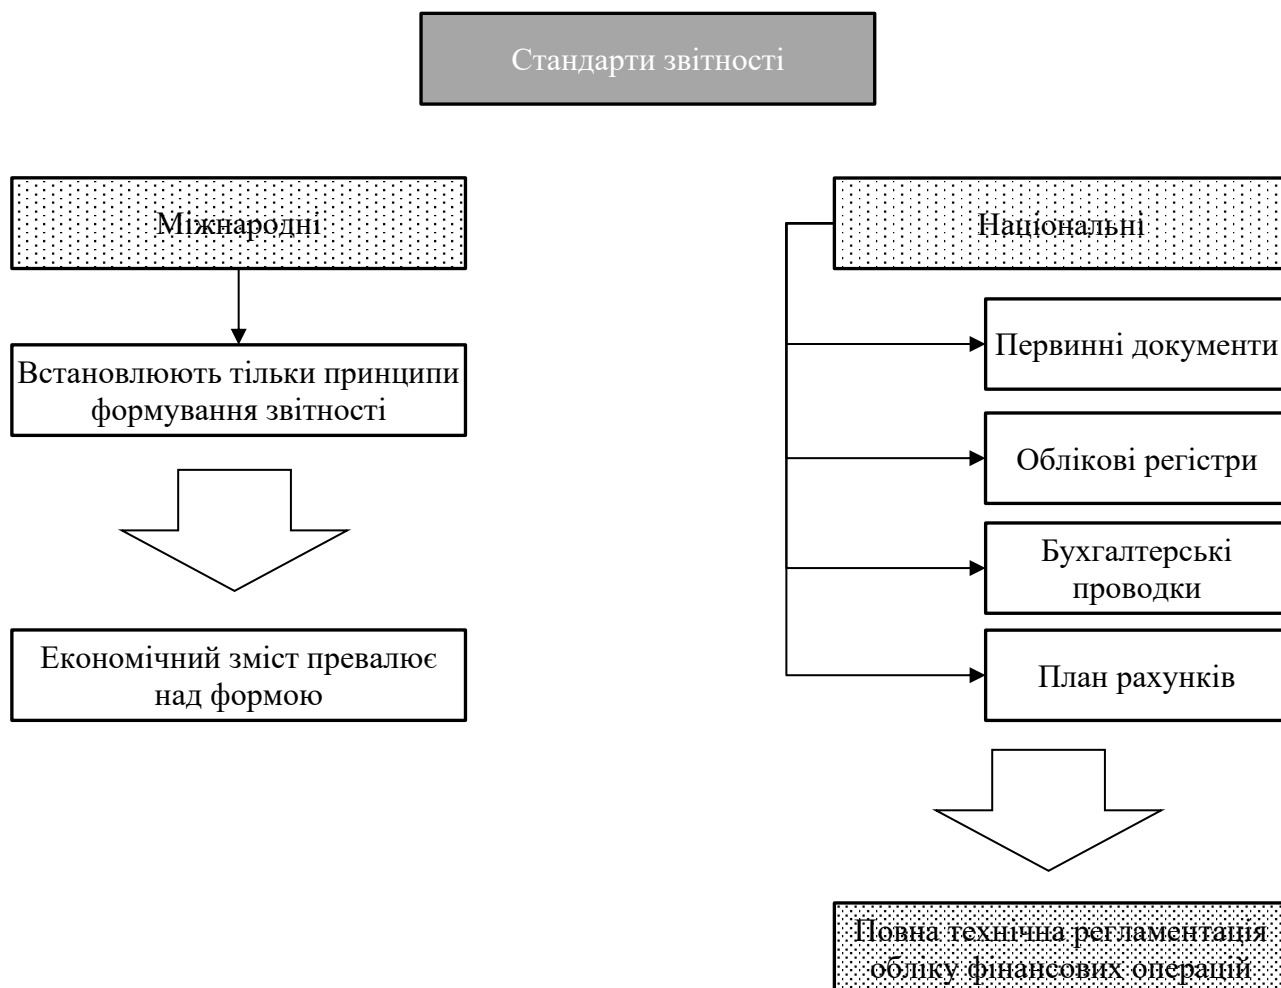 Стандарти звітності
Міжнародні
Встановлюють тільки принципи
формування звітності
Економічний зміст превалює
над формою
Національні
Первинні документи
Облікові регістри
Бухгалтерські
проводки
План рахунків
Повна технічна регламентація
обліку фінансових операцій